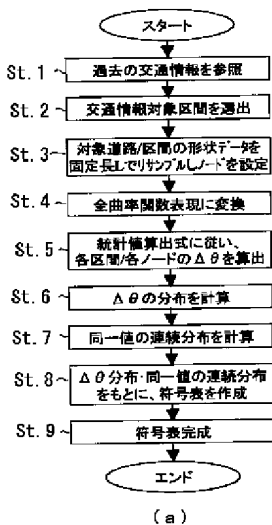 スタート
St. 1
過去の交通情報を参照
St. 2
交通情報対象区間を選出
St. 3
対象道路/区間の形状データを
固定長Lでリサンプルしノードを設定
St. 4
全曲率関数表現に変換
St. 5
統計値算出式に従い、
各区間/各ノードのΔθを算出
St. 6
Δθの分布を計算
St. 7
同一値の連続分布を計算
St. 8
Δθ分布・同一値の連続分布
をもとに、符号表を作成
St. 9
符号表完成
エンド
(a)